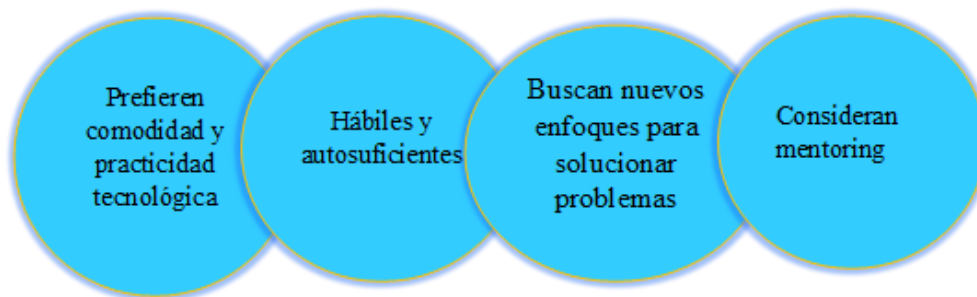 Prefieren
comodidad y
practicidad
tecnológica
Hábiles y
autosuficientes
Buscan nuevos
enfoques para
solucionar
problemas
Consideran
mentoring